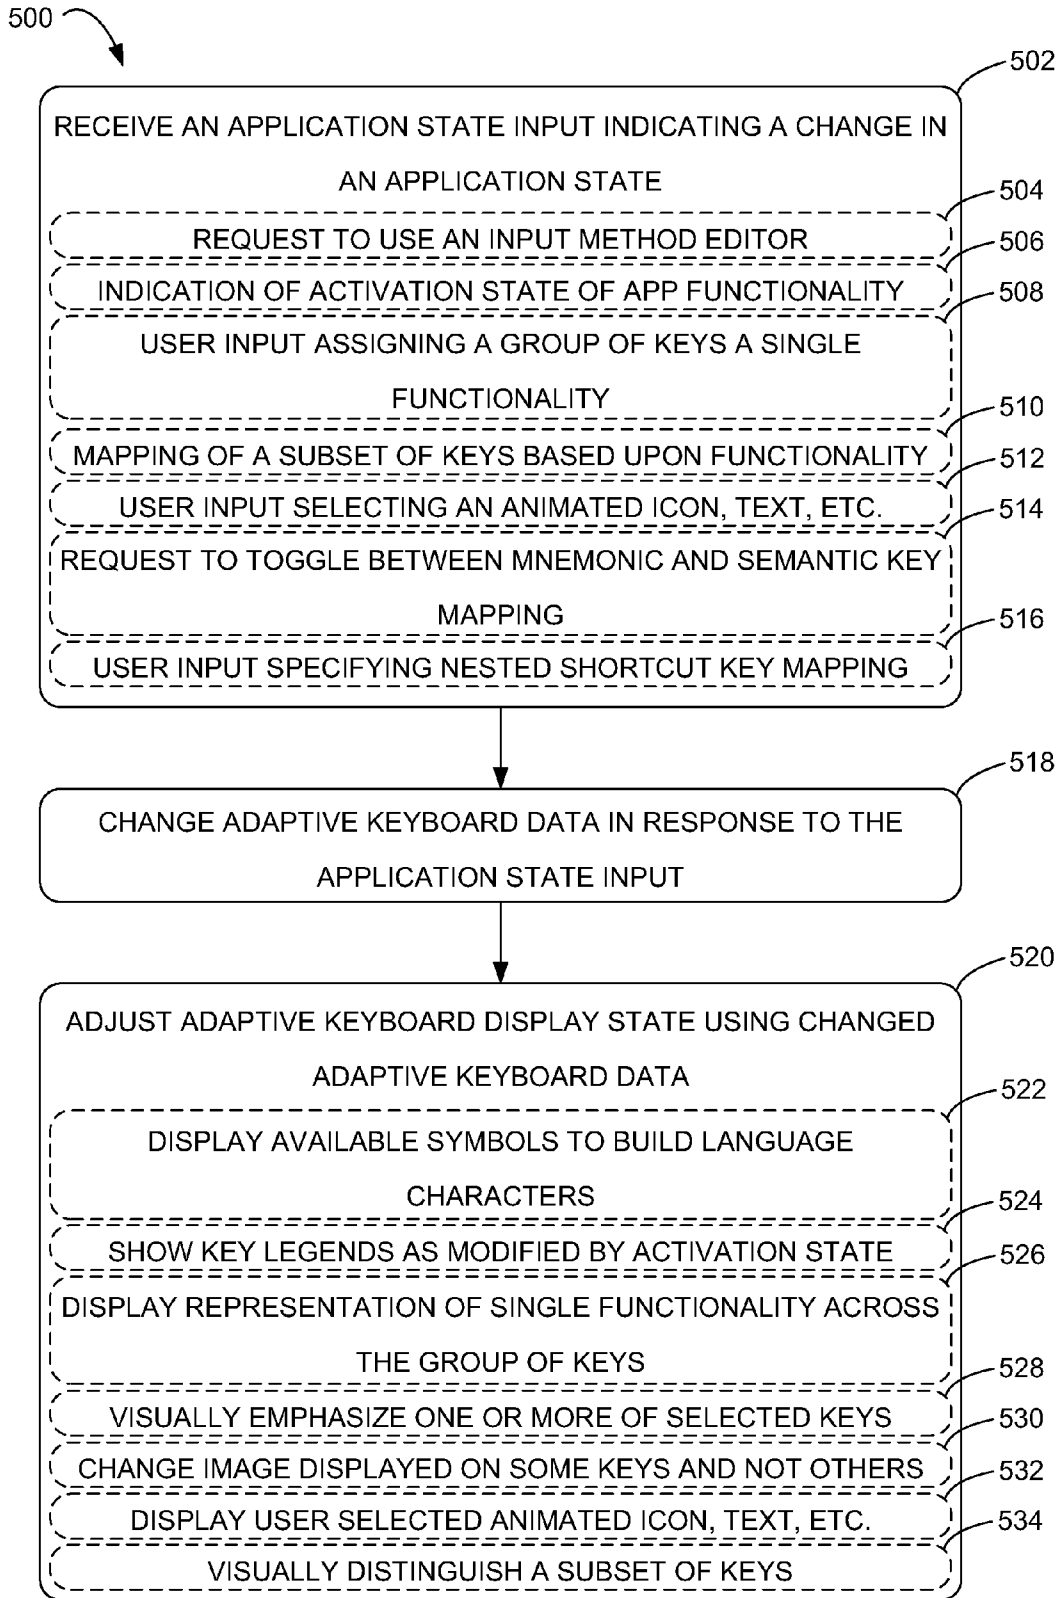 500
502
RECEIVE AN APPLICATION STATE INPUT INDICATING A CHANGE IN
AN APPLICATION STATE
504
REQUEST TO USE AN INPUT METHOD EDITOR
506
INDICATION OF ACTIVATION STATE OF APP FUNCTIONALITY
508
USER INPUT ASSIGNING A GROUP OF KEYS A SINGLE
FUNCTIONALITY
510
MAPPING OF A SUBSET OF KEYS BASED UPON FUNCTIONALITY
512
USER INPUT SELECTING AN ANIMATED ICON, TEXT, ETC.
514
REQUEST TO TOGGLE BETWEEN MNEMONIC AND SEMANTIC KEY
MAPPING
516
USER INPUT SPECIFYING NESTED SHORTCUT KEY MAPPING
518
CHANGE ADAPTIVE KEYBOARD DATA IN RESPONSE TO THE
APPLICATION STATE INPUT
520
ADJUST ADAPTIVE KEYBOARD DISPLAY STATE USING CHANGED
ADAPTIVE KEYBOARD DATA
522
DISPLAY AVAILABLE SYMBOLS TO BUILD LANGUAGE
CHARACTERS
524
SHOW KEY LEGENDS AS MODIFIED BY ACTIVATION STATE
526
DISPLAY REPRESENTATION OF SINGLE FUNCTIONALITY ACROSS
THE GROUP OF KEYS
528
VISUALLY EMPHASIZE ONE OR MORE OF SELECTED KEYS
530
CHANGE IMAGE DISPLAYED ON SOME KEYS AND NOT OTHERS
532
DISPLAY USER SELECTED ANIMATED ICON, TEXT, ETC.
534
VISUALLY DISTINGUISH A SUBSET OF KEYS